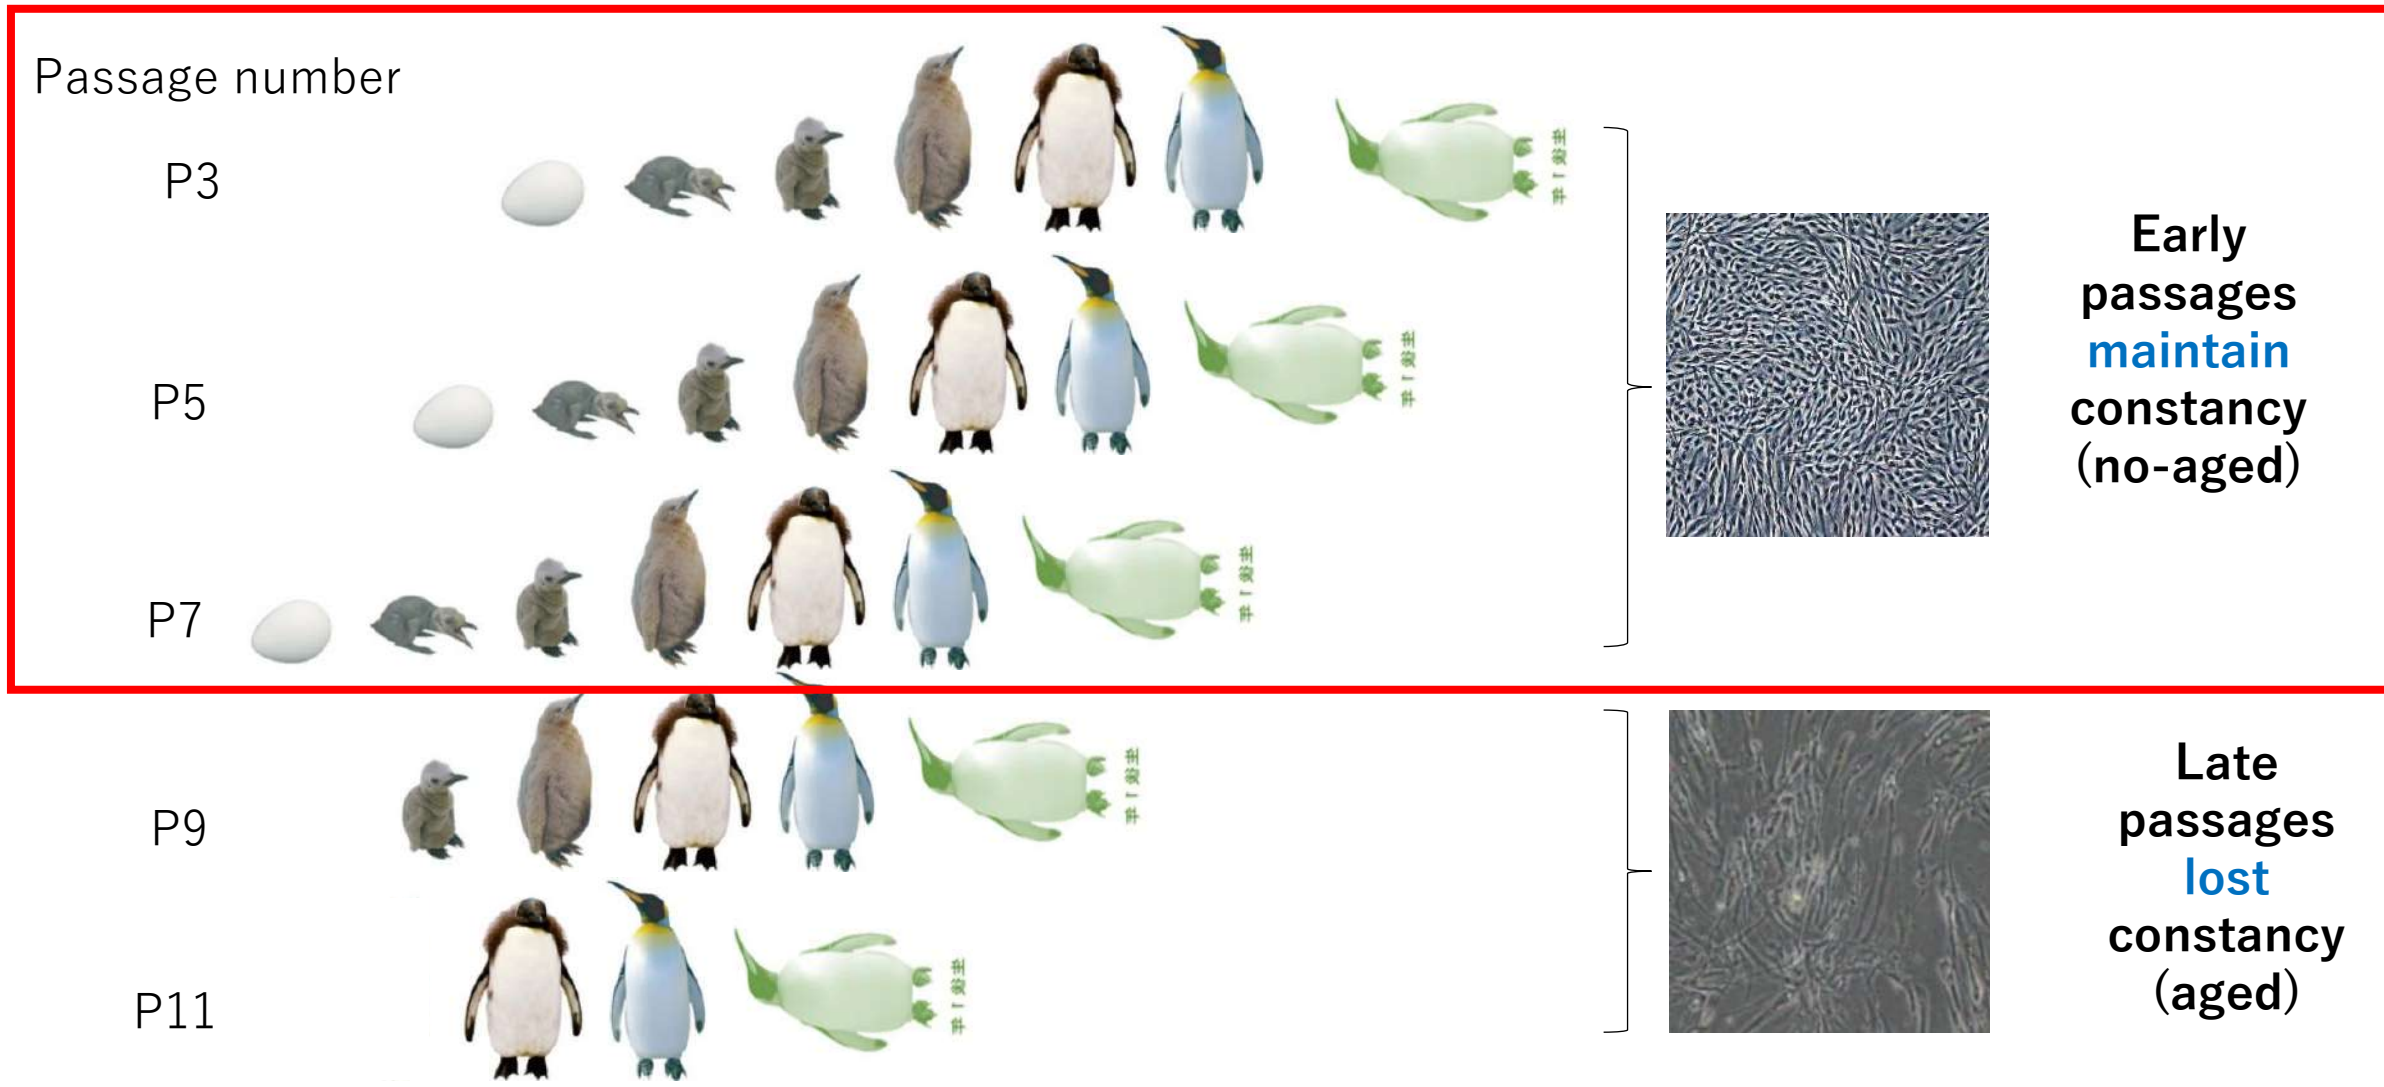 Passage number
P3
P5
P7
P9
P11
Early
passages
maintain
constancy
(no-aged)
Late
passages
lost
constancy
(aged)